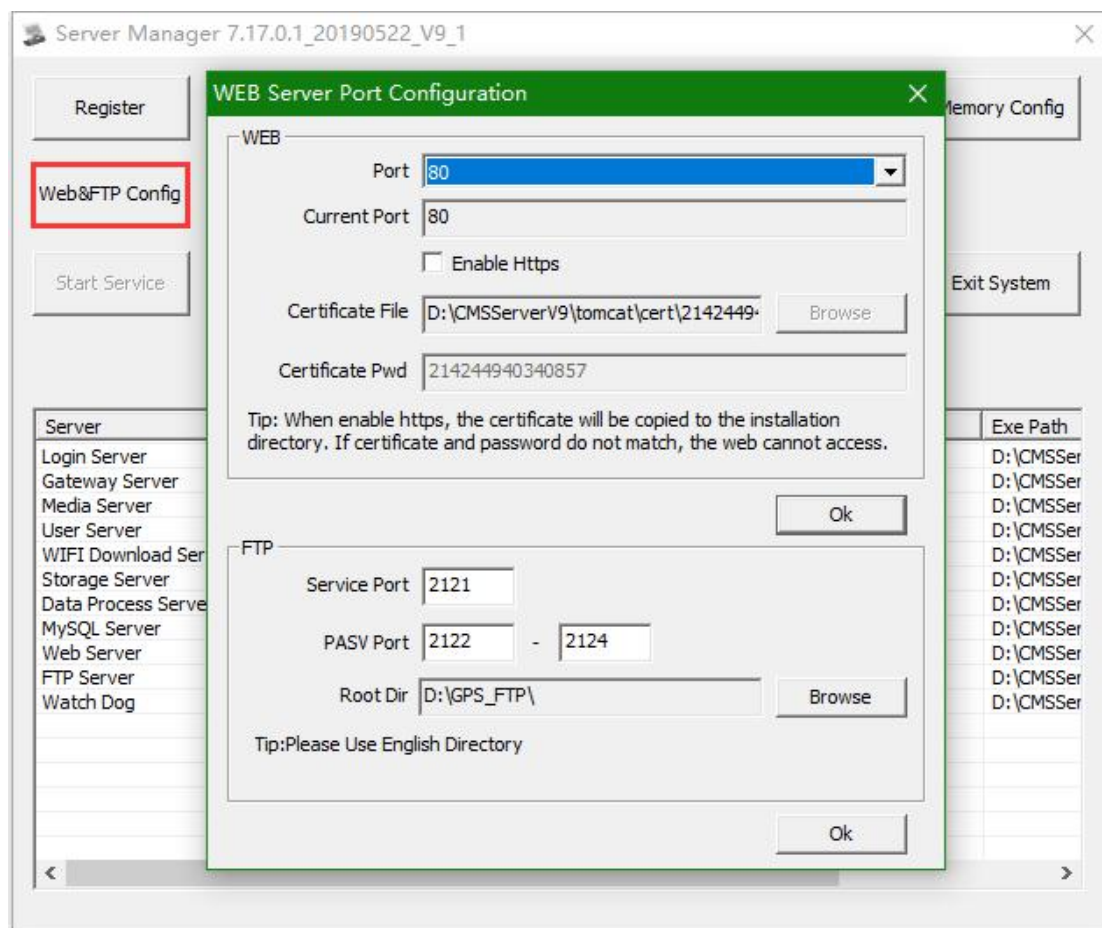 Server Manager 7.17.0.1_20190522_V9_1
Register
Memory Config
Web&FTP Config
Start Service
Exit System
WEB Server Port Configuration
WEB
Port 80
Current Port 80
Enable Https
Certificate File D:\CMSServerV9\tomcat\cert\2142449 Browse
Certificate Pwd 214244940340857
Tip: When enable https, the certificate will be copied to the installation
directory. If certificate and password do not match, the web cannot access.
Ok
FTP
Service Port 2121
PASV Port 2122 - 2124
Root Dir D:\GPS_FTP\ Browse
Tip:Please Use English Directory
Ok
Server Exe Path
Login Server D:\CMSSer
Gateway Server D:\CMSSer
Media Server D:\CMSSer
User Server D:\CMSSer
WIFI Download Ser D:\CMSSer
Storage Server D:\CMSSer
Data Process Serve D:\CMSSer
MySQL Server D:\CMSSer
Web Server D:\CMSSer
FTP Server D:\CMSSer
Watch Dog D:\CMSSer